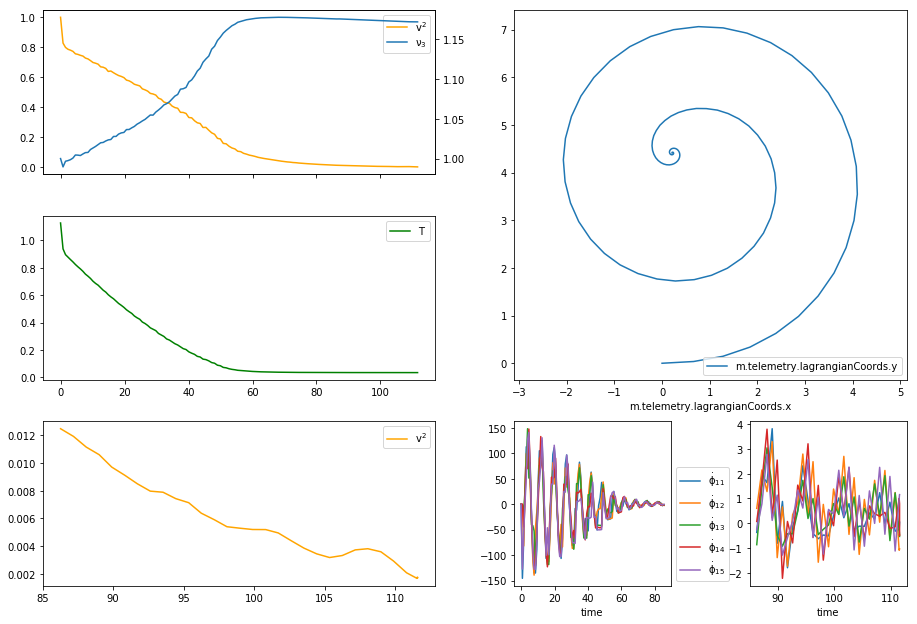 1.0
0.8
0.6
0.4
0.2
0.0
v²
ν₃
1.15
1.10
1.05
1.00
7
6
5
4
3
2
1
0
m.telemetry.lagrangianCoords.y
−3 −2 −1 0 1 2 3 4 5
m.telemetry.lagrangianCoords.x
1.0
0.8
0.6
0.4
0.2
0.0
T
0 20 40 60 80 100
0.012
0.010
0.008
0.006
0.004
0.002
v²
85 90 95 100 105 110
150
100
50
0
−50
−100
−150
0 20 40 60 80
time
ϕ̇₁₁
ϕ̇₁₂
ϕ̇₁₃
ϕ̇₁₄
ϕ̇₁₅
4
3
2
1
0
−1
−2
90 100 110
time